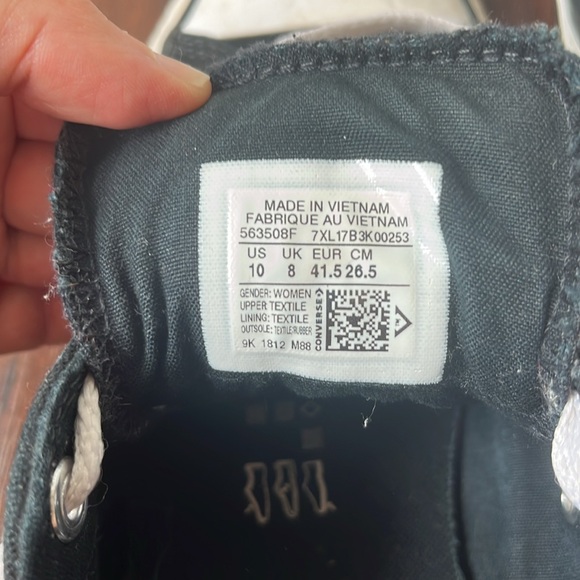 MADE IN VIETNAM
FABRIQUE AU VIETNAM
563508F 7XL17B3K00253
US UK EUR CM
10 8 41.5 26.5
GENDER: WOMEN
UPPER TEXTILE
LINING: TEXTILE
OUTSOLE: TEXTILE/RUBBER
9K 1812 M88
CONVERSE